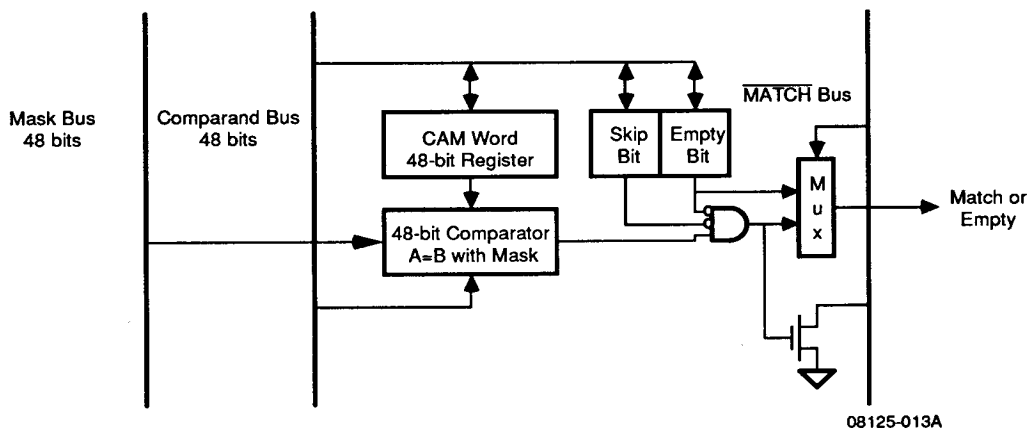 Mask Bus
48 bits
Comparand Bus
48 bits
CAM Word
48-bit Register
48-bit Comparator
A=B with Mask
Skip
Bit
Empty
Bit
MATCH Bus
M
u
x
Match or
Empty
08125-013A